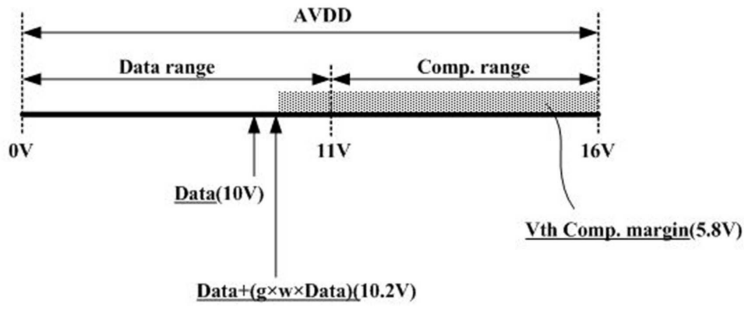 AVDD
Data range
Comp. range
0V
11V
16V
Data(10V)
Vth Comp. margin(5.8V)
Data+(g×w×Data)(10.2V)